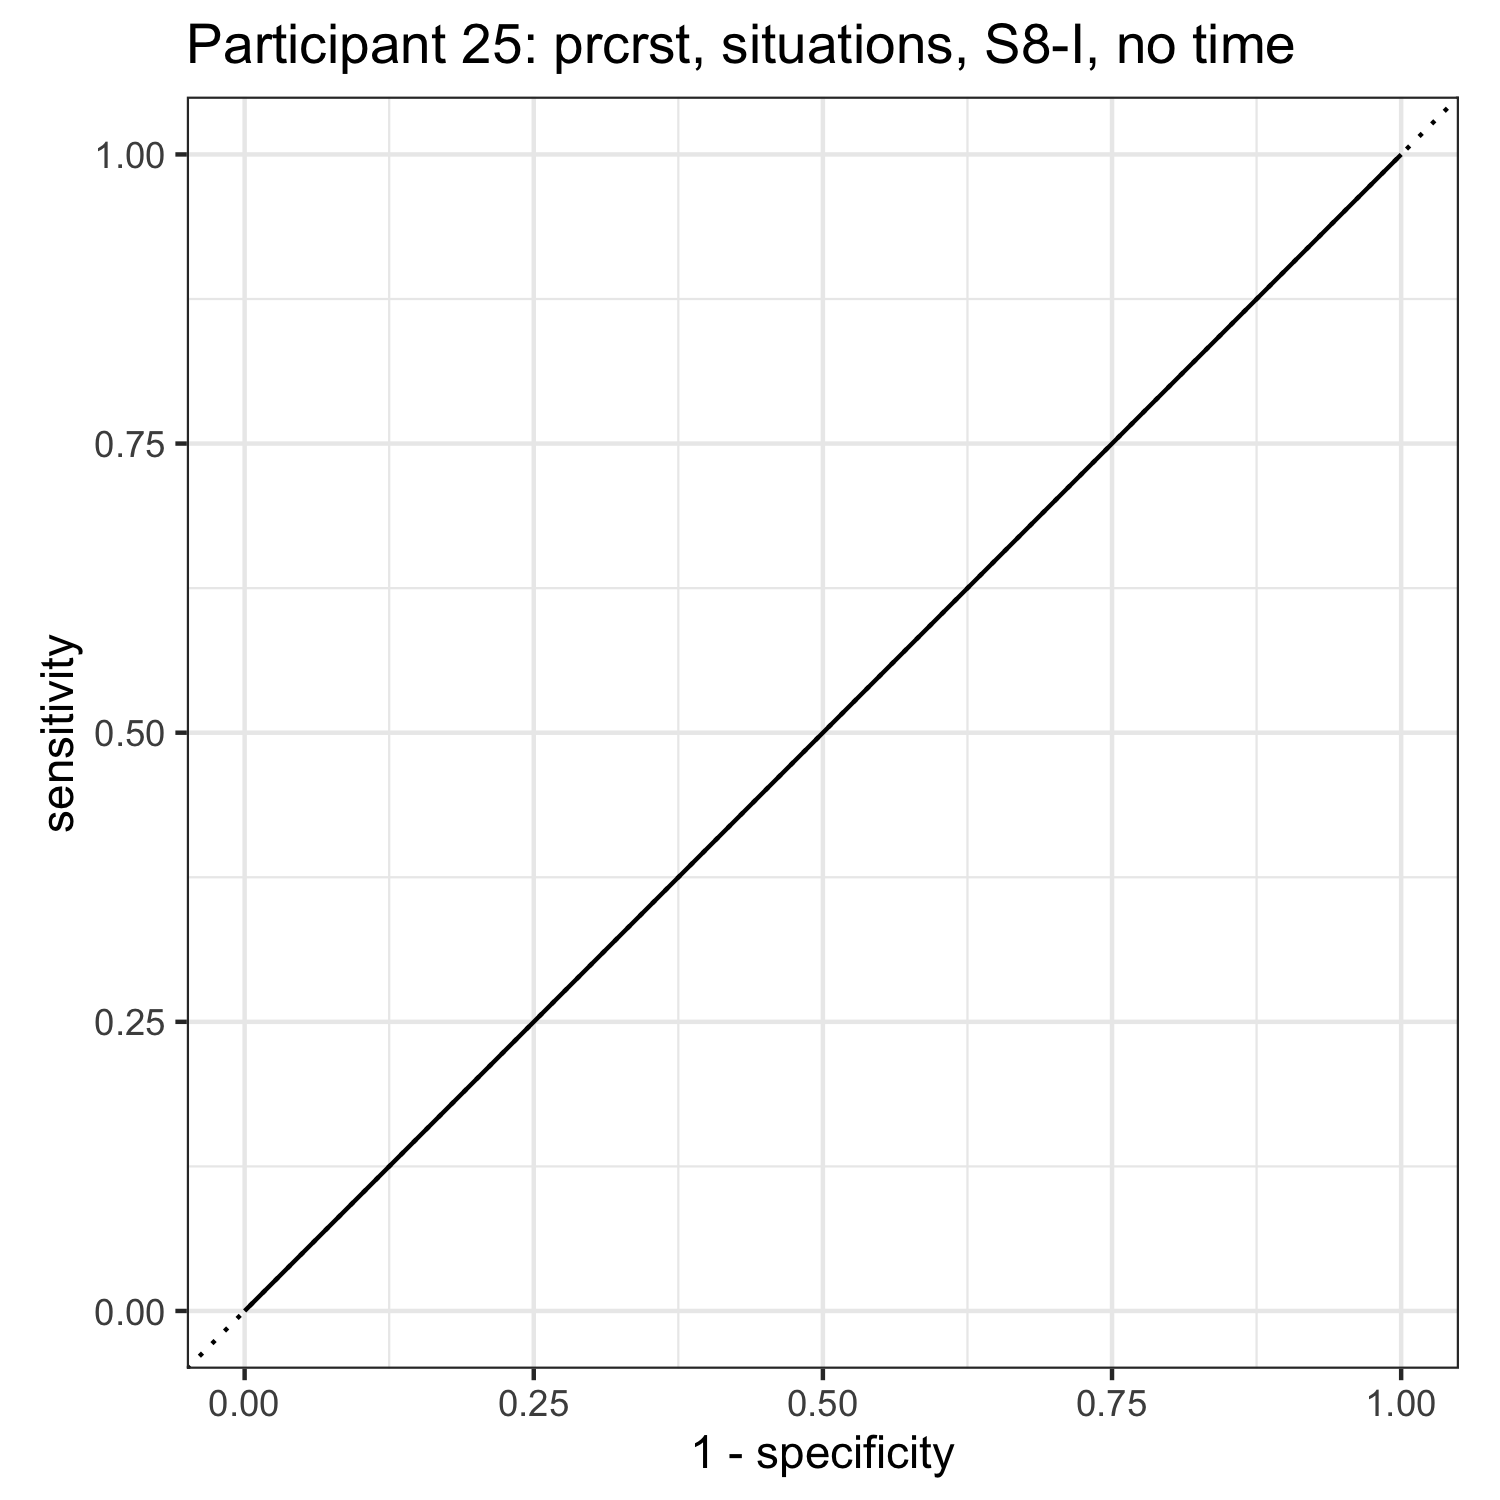 Participant 25: prcrst, situations, S8-I, no time
1.00
0.75
0.50
0.25
0.00
sensitivity
0.00 0.25 0.50 0.75 1.00
1 - specificity